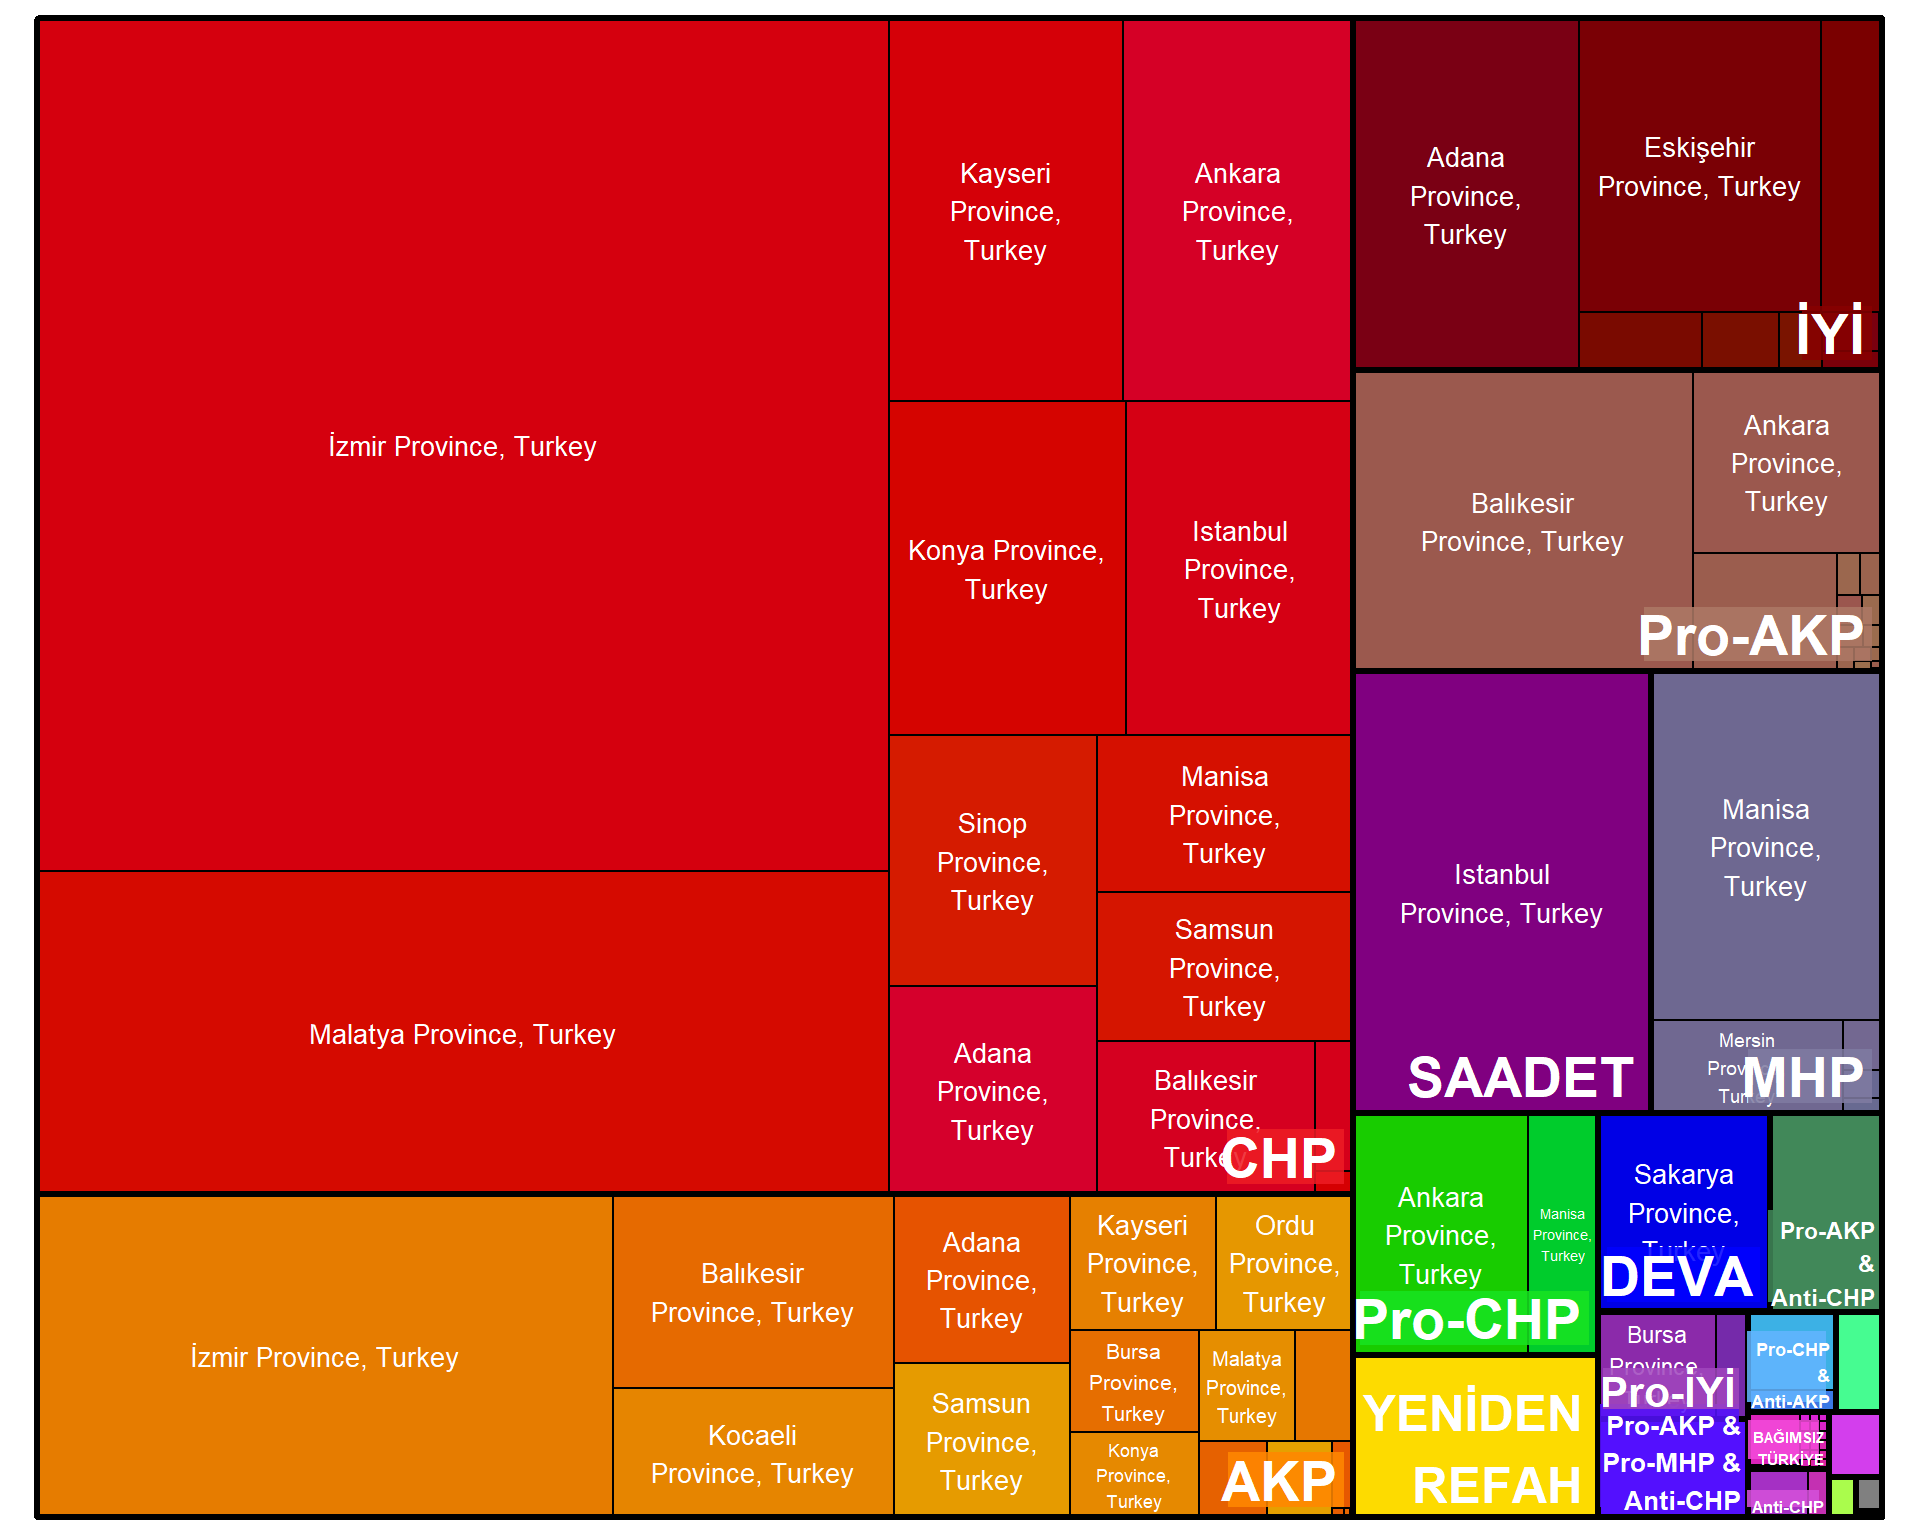 İzmir Province, Turkey
Malatya Province, Turkey
Kayseri
Province,
Turkey
Ankara
Province,
Turkey
Konya Province,
Turkey
Istanbul
Province,
Turkey
Sinop
Province,
Turkey
Manisa
Province,
Turkey
Samsun
Province,
Turkey
Adana
Province,
Turkey
Balıkesir
Province,
Turkey
CHP
İzmir Province, Turkey
Balıkesir
Province, Turkey
Kocaeli
Province, Turkey
Adana
Province,
Turkey
Samsun
Province,
Turkey
Kayseri
Province,
Turkey
Ordu
Province,
Turkey
Bursa
Province,
Turkey
Malatya
Province,
Turkey
Konya
Province,
Turkey
AKP
Adana
Province,
Turkey
Eskişehir
Province, Turkey
İYİ
Balıkesir
Province, Turkey
Ankara
Province,
Turkey
Pro-AKP
Istanbul
Province, Turkey
SAADET
Manisa
Province,
Turkey
Mersin
Province,
Turkey
MHP
Ankara
Province,
Turkey
Manisa
Province,
Turkey
Pro-CHP
Sakarya
Province,
Turkey
DEVA
Pro-AKP
&
Anti-CHP
YENİDEN
REFAH
Bursa
Province,
Pro-İYİ
Pro-CHP
&
Anti-AKP
Pro-AKP &
Pro-MHP &
Anti-CHP
BAĞIMSIZ
TÜRKİYE
Anti-CHP